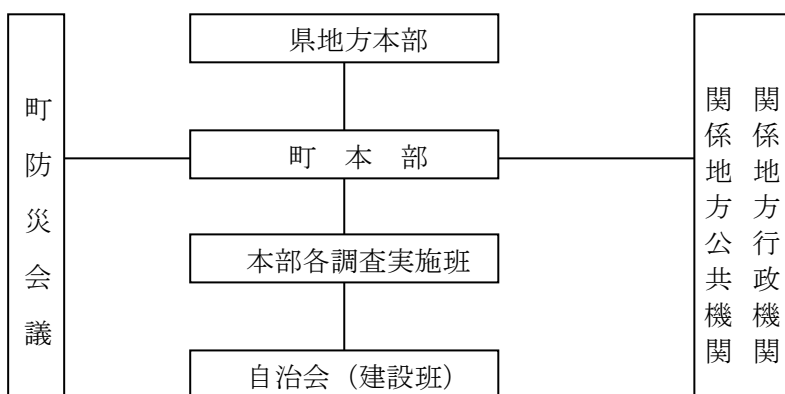 町防災会議
県地方本部
町本部
本部各調査実施班
自治会（建設班）
関係地方行政機関
関係地方公共機関